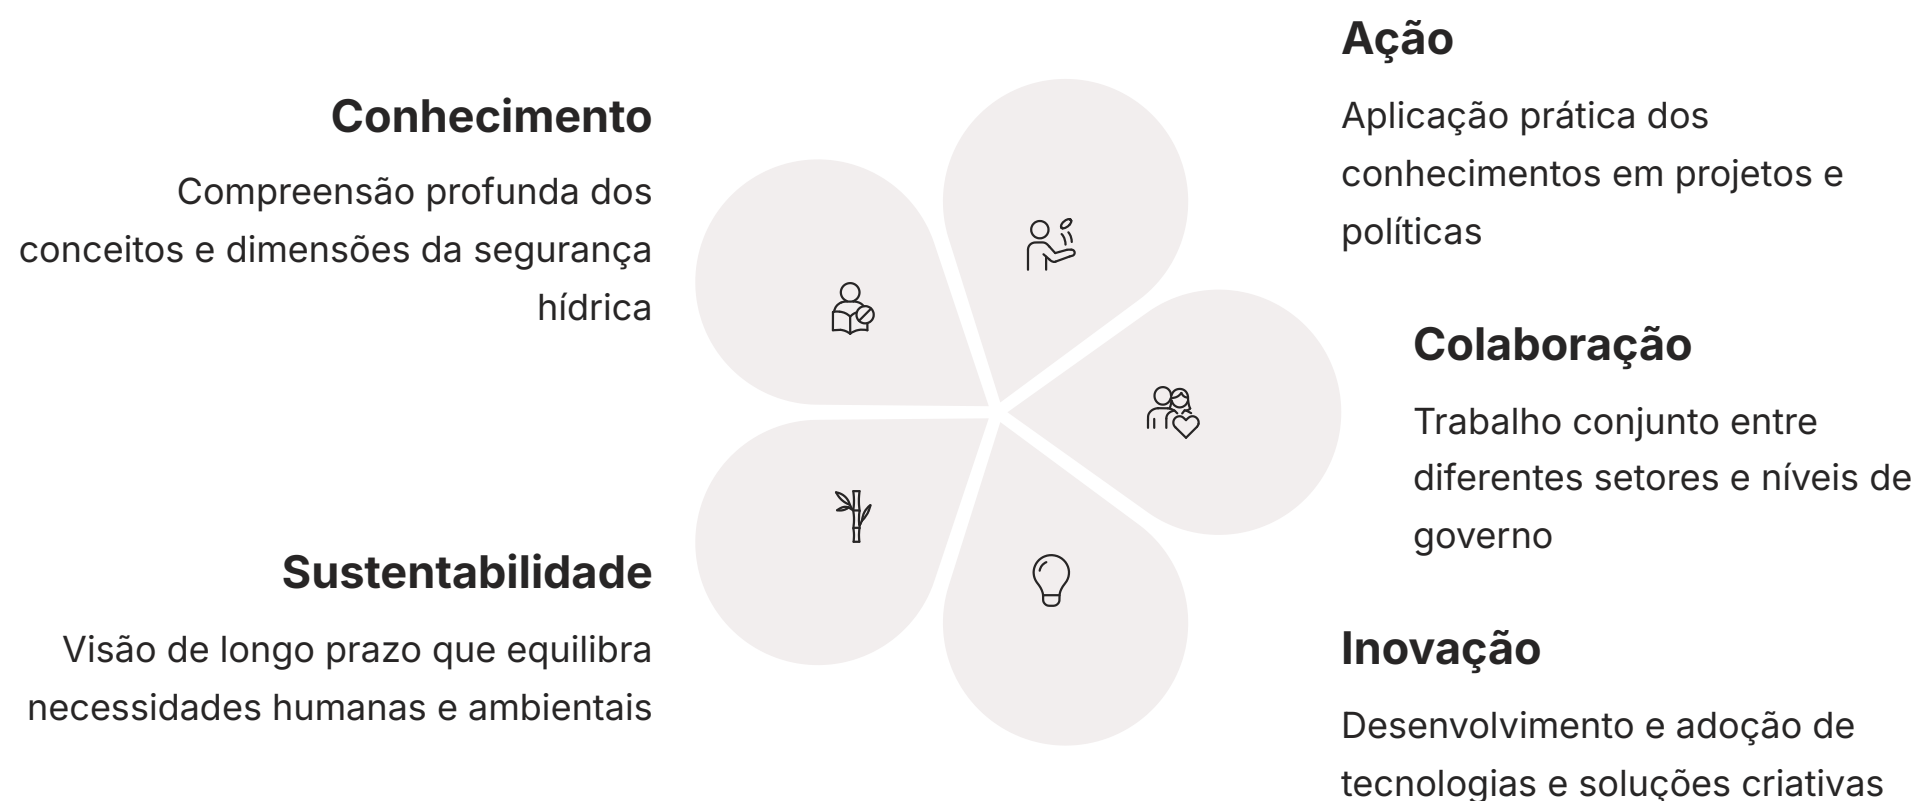 Conhecimento
Compreensão profunda dos
conceitos e dimensões da segurança
hídrica
Ação
Aplicação prática dos
conhecimentos em projetos e
políticas
Colaboração
Trabalho conjunto entre
diferentes setores e níveis de
governo
Inovação
Desenvolvimento e adoção de
tecnologias e soluções criativas
Sustentabilidade
Visão de longo prazo que equilibra
necessidades humanas e ambientais